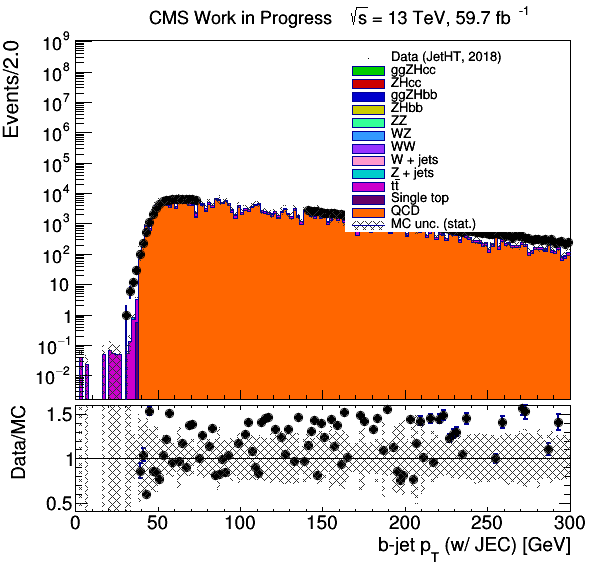 CMS Work in Progress √s = 13 TeV, 59.7 fb⁻¹
Events/2.0
10⁹
10⁸
10⁷
10⁶
10⁵
10⁴
10³
10²
10
1
10⁻¹
10⁻²
Data (JetHT, 2018)
ggZHcc
ZHcc
ggZHbb
ZHbb
ZZ
WZ
WW
W + jets
Z + jets
tt̄
Single top
QCD
MC unc. (stat.)
Data/MC
1.5
1
0.5
0 50 100 150 200 250 300
b-jet p_T (w/ JEC) [GeV]